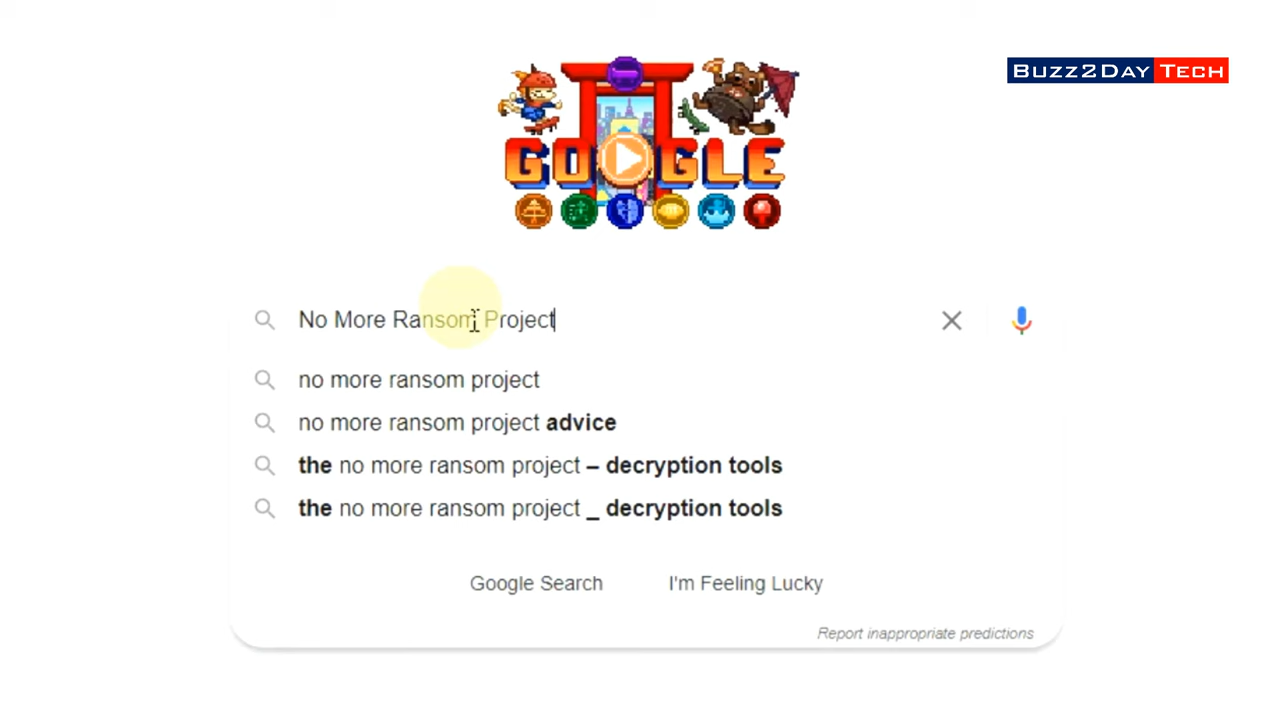 BUZZ2DAY TECH
GOOGLE
No More Ransom Project
no more ransom project
no more ransom project advice
the no more ransom project – decryption tools
the no more ransom project _ decryption tools
Google Search I'm Feeling Lucky
Report inappropriate predictions